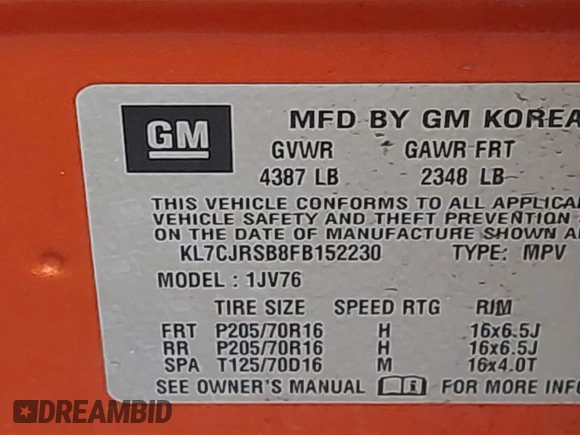 GM
MFD BY GM KOREA
GVWR GAWR FRT
4387 LB 2348 LB
THIS VEHICLE CONFORMS TO ALL APPLICA
VEHICLE SAFETY AND THEFT PREVENTION
ON THE DATE OF MANUFACTURE SHOWN A
KL7CJRSB8FB152230 TYPE: MPV
MODEL : 1JV76
TIRE SIZE SPEED RTG RIM
FRT P205/70R16 H 16x6.5J
RR P205/70R16 H 16x6.5J
SPA T125/70D16 M 16x4.0T
SEE OWNER'S MANUAL FOR MORE INFO
DREAMBID